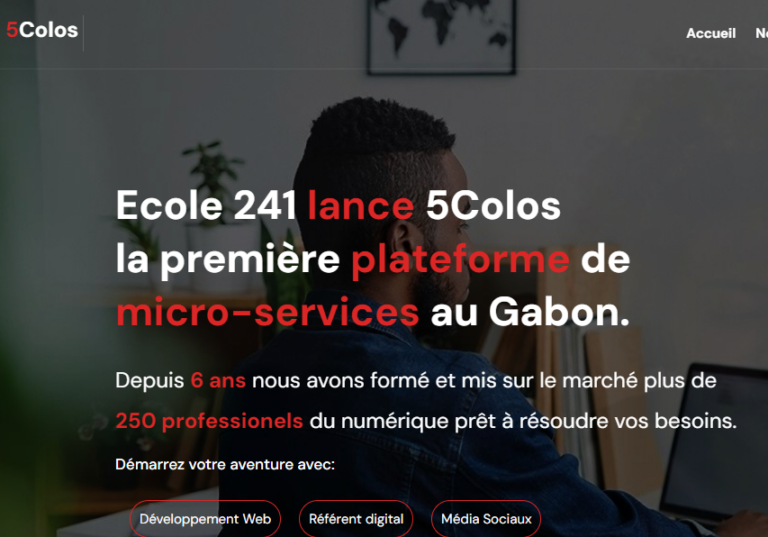 5Colos
Accueil
Ecole 241 lance 5Colos
la première plateforme de
micro-services au Gabon.
Depuis 6 ans nous avons formé et mis sur le marché plus de
250 professionels du numérique prêt à résoudre vos besoins.
Démarrez votre aventure avec:
Développement Web Référent digital Média Sociaux